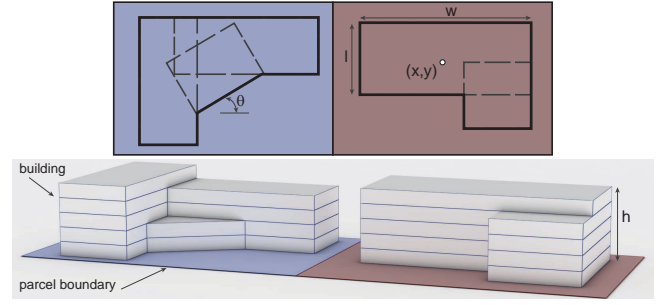 w
l
(x,y)
θ
building
h
parcel boundary